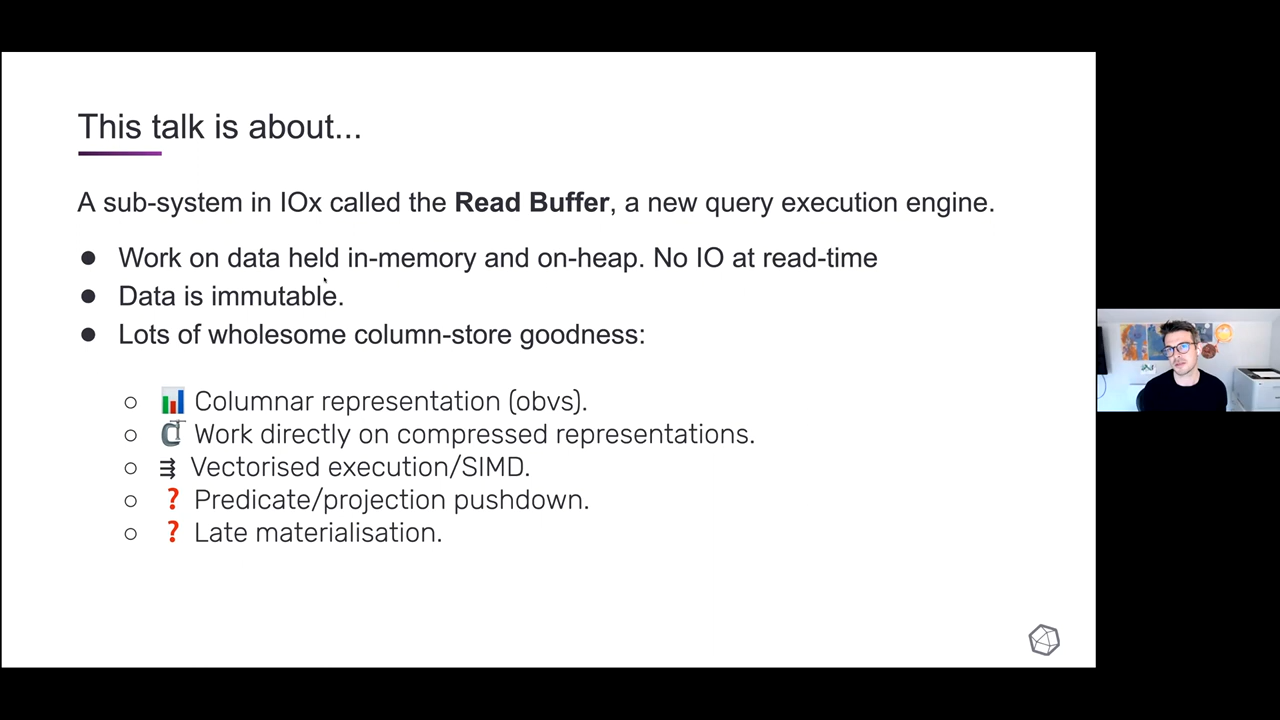 This talk is about...
A sub-system in IOx called the Read Buffer, a new query execution engine.
● Work on data held in-memory and on-heap. No IO at read-time
● Data is immutable.
● Lots of wholesome column-store goodness:
○ 📊 Columnar representation (obvs).
○ 🗜 Work directly on compressed representations.
○ ⇶ Vectorised execution/SIMD.
○ ❓ Predicate/projection pushdown.
○ ❓ Late materialisation.